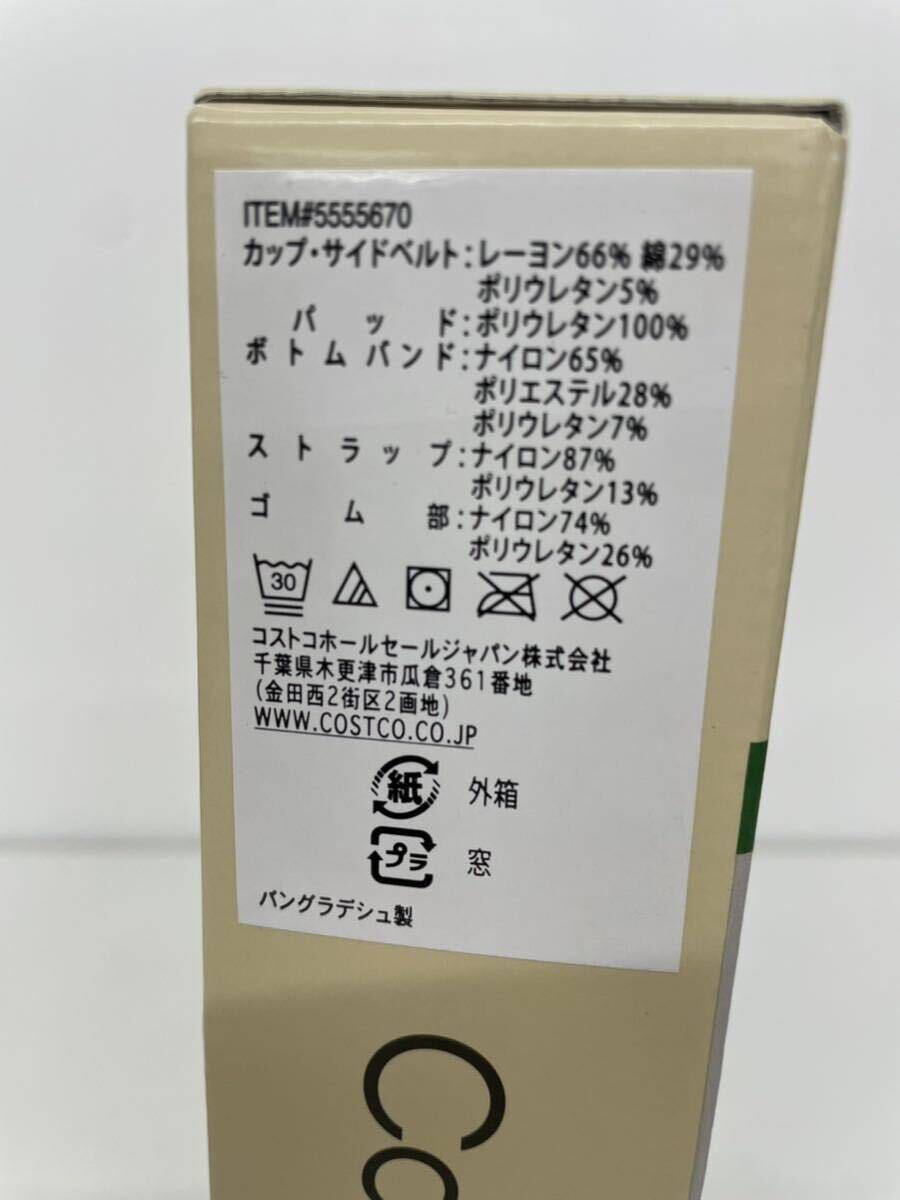 ITEM#5555670
カップ・サイドベルト:レーヨン66% 綿29%
ポリウレタン5%
パッド:ポリウレタン100%
ボトムバンド:ナイロン65%
ポリエステル28%
ポリウレタン7%
ストラップ:ナイロン87%
ポリウレタン13%
ゴム部:ナイロン74%
ポリウレタン26%
30
コストコホールセールジャパン株式会社
千葉県木更津市瓜倉361番地
(金田西2街区2画地)
WWW.COSTCO.CO.JP
紙 外箱
プラ 窓
バングラデシュ製
Co